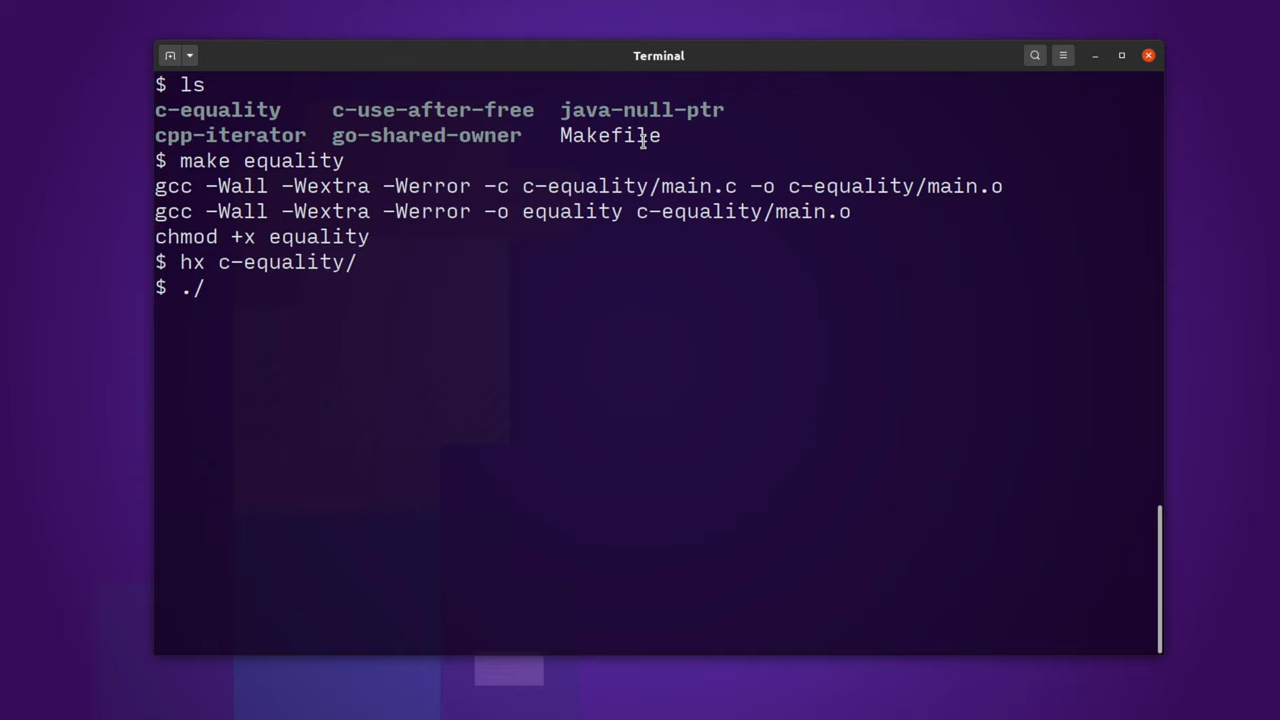 Terminal
$ ls
c-equality c-use-after-free java-null-ptr
cpp-iterator go-shared-owner Makefile
$ make equality
gcc -Wall -Wextra -Werror -c c-equality/main.c -o c-equality/main.o
gcc -Wall -Wextra -Werror -o equality c-equality/main.o
chmod +x equality
$ hx c-equality/
$ ./